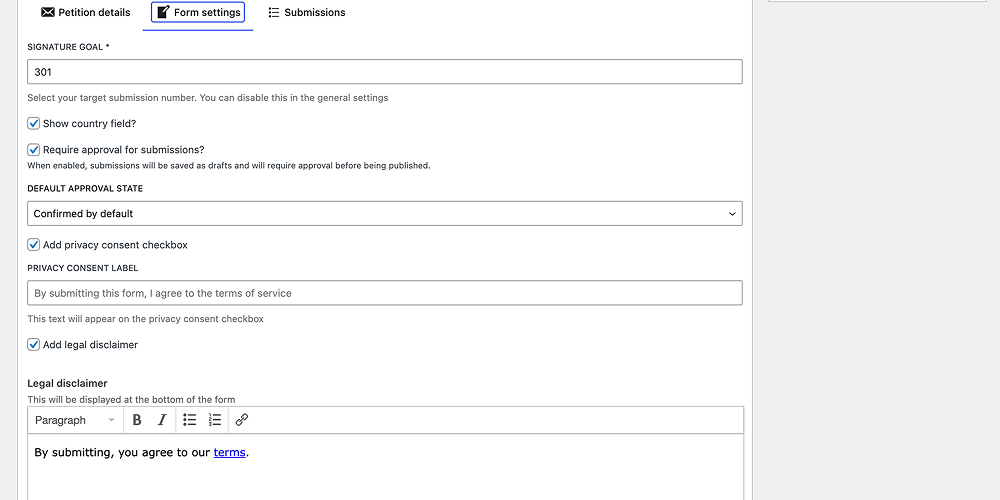 Petition details Form settings Submissions
SIGNATURE GOAL *
301
Select your target submission number. You can disable this in the general settings
Show country field?
Require approval for submissions?
When enabled, submissions will be saved as drafts and will require approval before being published.
DEFAULT APPROVAL STATE
Confirmed by default
Add privacy consent checkbox
PRIVACY CONSENT LABEL
By submitting this form, I agree to the terms of service
This text will appear on the privacy consent checkbox
Add legal disclaimer
Legal disclaimer
This will be displayed at the bottom of the form
Paragraph B I
By submitting, you agree to our terms.